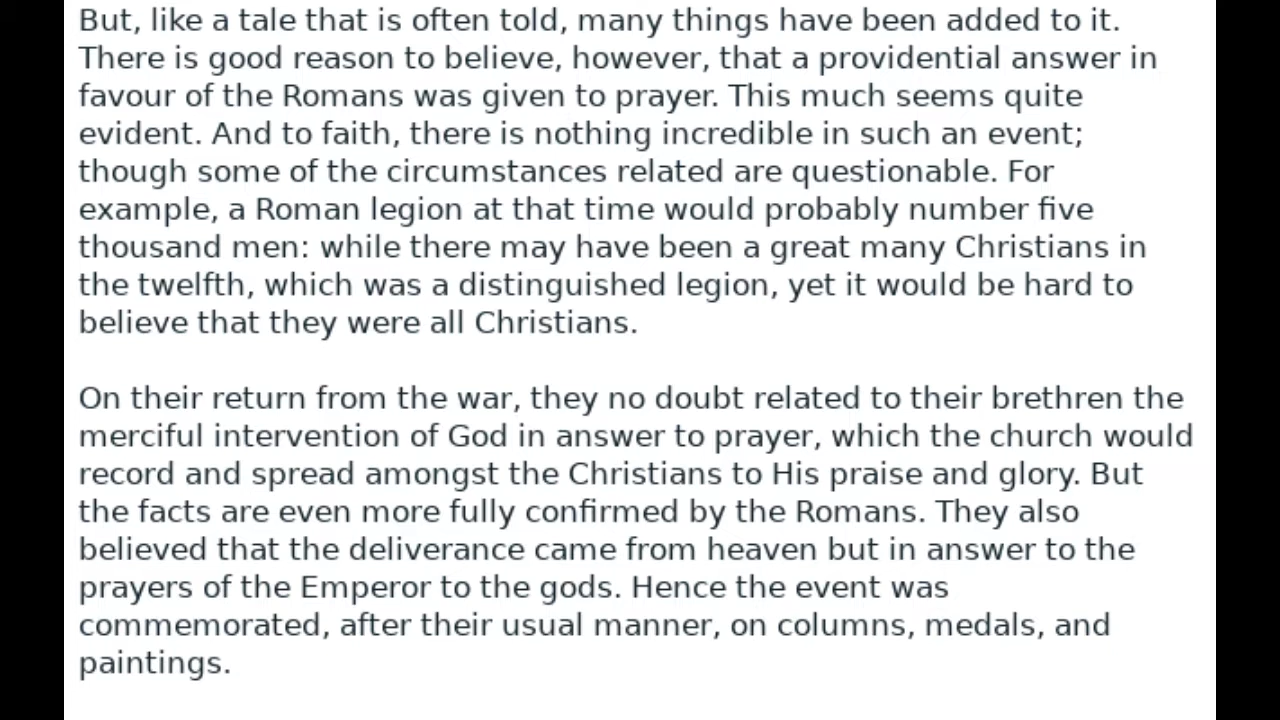 But, like a tale that is often told, many things have been added to it.
There is good reason to believe, however, that a providential answer in
favour of the Romans was given to prayer. This much seems quite
evident. And to faith, there is nothing incredible in such an event;
though some of the circumstances related are questionable. For
example, a Roman legion at that time would probably number five
thousand men: while there may have been a great many Christians in
the twelfth, which was a distinguished legion, yet it would be hard to
believe that they were all Christians.
On their return from the war, they no doubt related to their brethren the
merciful intervention of God in answer to prayer, which the church would
record and spread amongst the Christians to His praise and glory. But
the facts are even more fully confirmed by the Romans. They also
believed that the deliverance came from heaven but in answer to the
prayers of the Emperor to the gods. Hence the event was
commemorated, after their usual manner, on columns, medals, and
paintings.